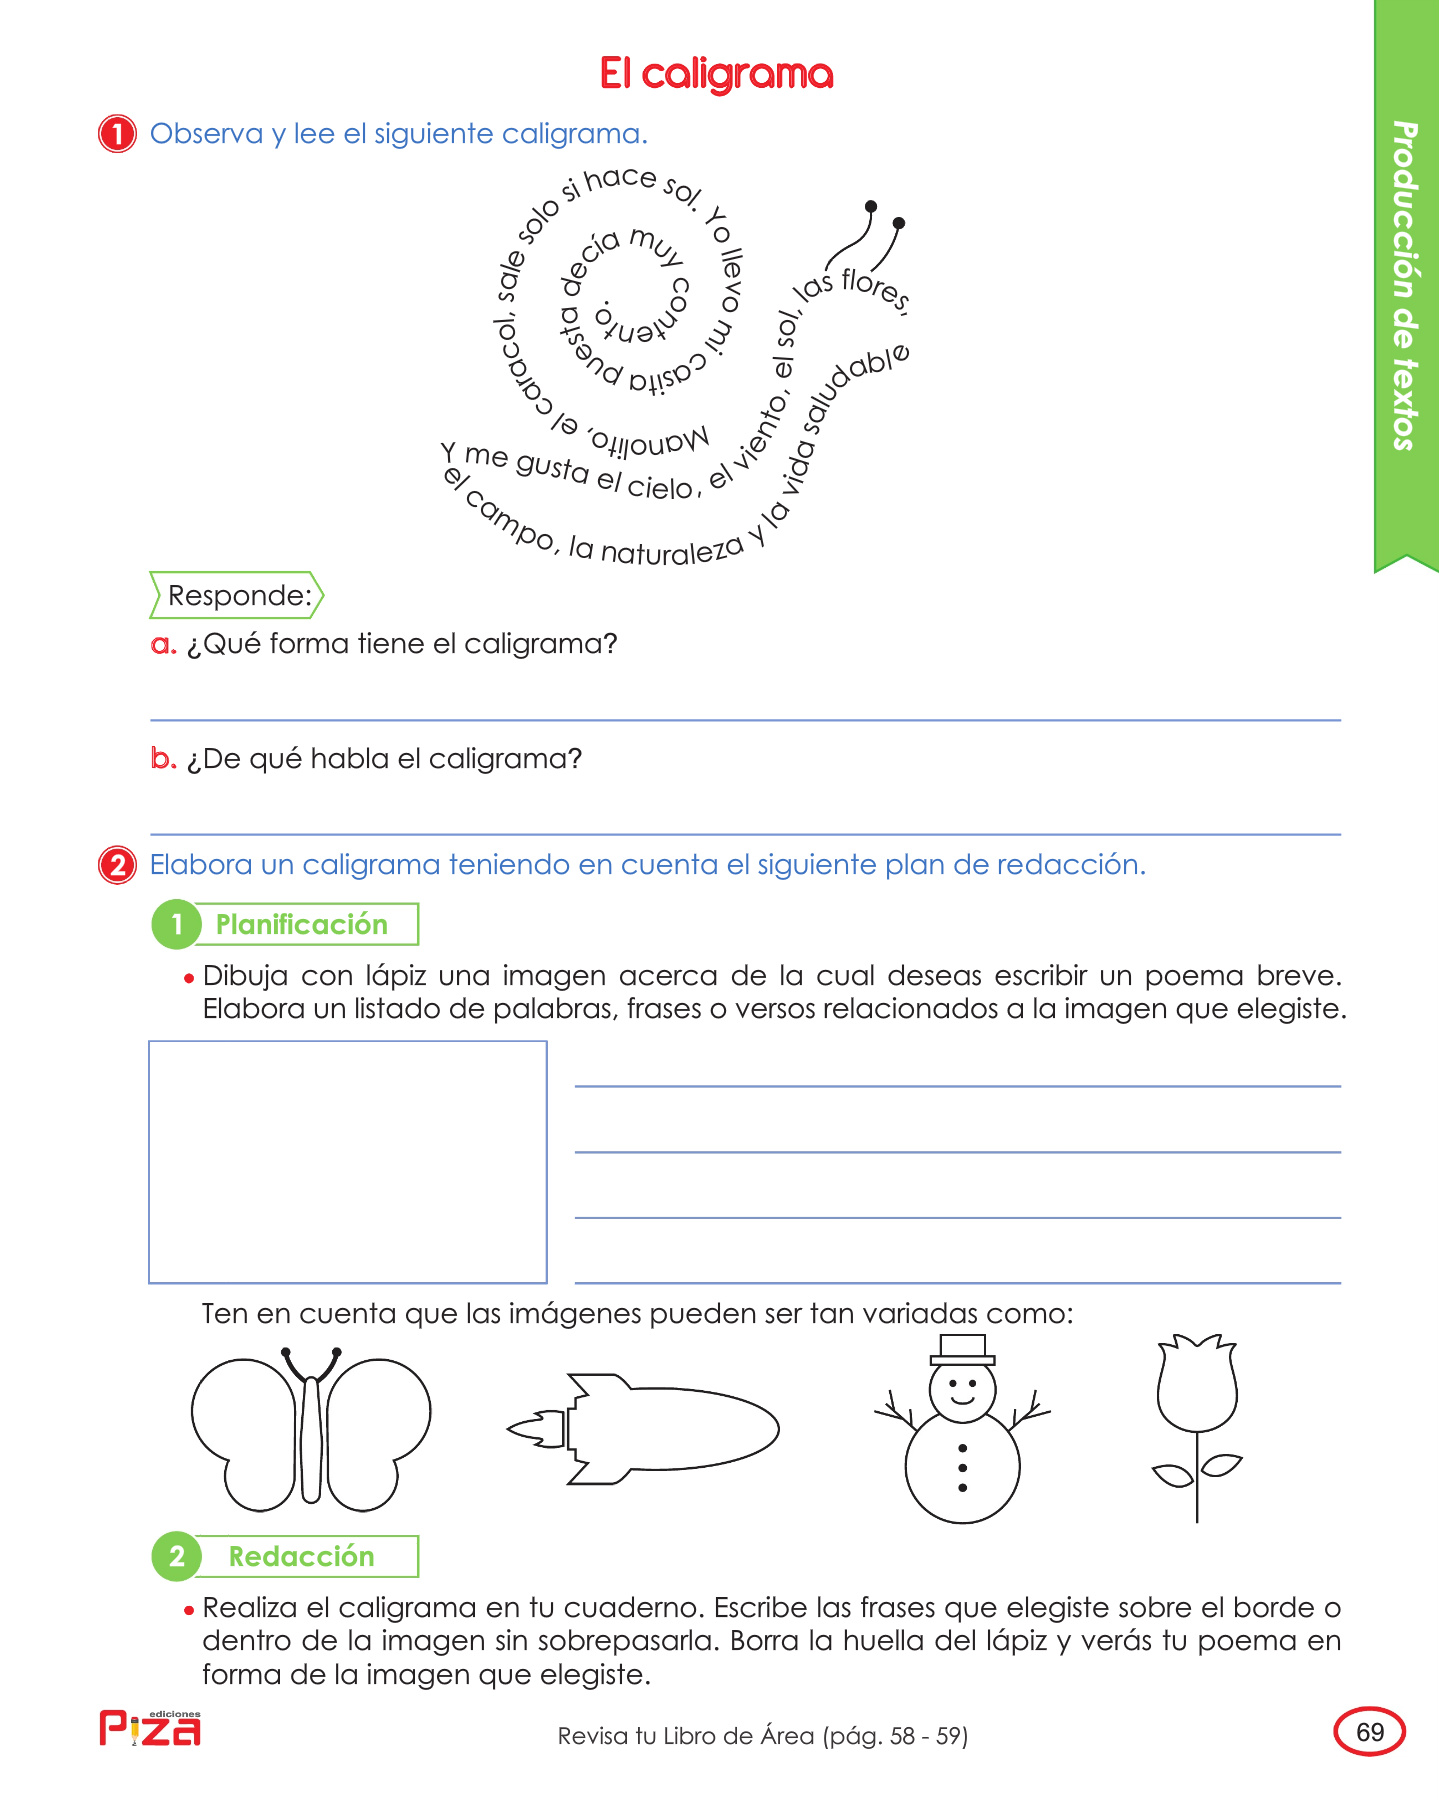 El caligrama
Producción de textos
1 Observa y lee el siguiente caligrama.
Manolito, el caracol, sale solo si hace sol. Yo llevo mi casita puesta decía muy contento.
Y me gusta el cielo, el viento, el sol, las flores,
el campo, la naturaleza y la vida saludable
Responde:
a. ¿Qué forma tiene el caligrama?
b. ¿De qué habla el caligrama?
2 Elabora un caligrama teniendo en cuenta el siguiente plan de redacción.
1 Planificación
• Dibuja con lápiz una imagen acerca de la cual deseas escribir un poema breve.
Elabora un listado de palabras, frases o versos relacionados a la imagen que elegiste.
Ten en cuenta que las imágenes pueden ser tan variadas como:
2 Redacción
• Realiza el caligrama en tu cuaderno. Escribe las frases que elegiste sobre el borde o
dentro de la imagen sin sobrepasarla. Borra la huella del lápiz y verás tu poema en
forma de la imagen que elegiste.
ediciones
Piza
Revisa tu Libro de Área (pág. 58 - 59)
69